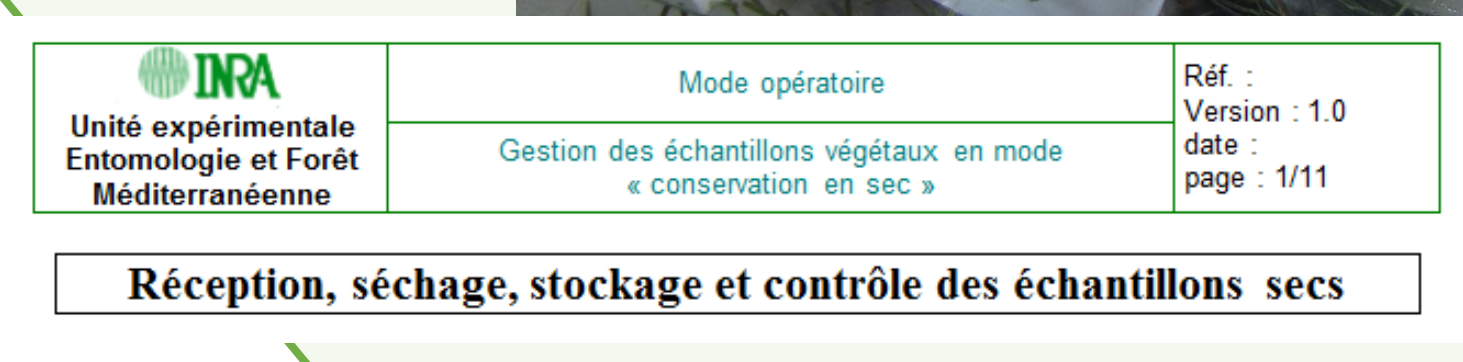 INRA
Unité expérimentale
Entomologie et Forêt
Méditerranéenne
Mode opératoire
Gestion des échantillons végétaux en mode
« conservation en sec »
Réf. :
Version : 1.0
date :
page : 1/11
Réception, séchage, stockage et contrôle des échantillons secs